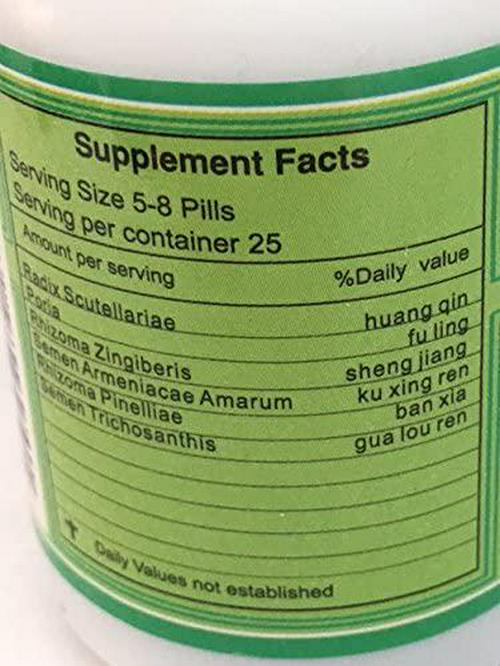 Supplement Facts
Serving Size 5-8 Pills
Serving per container 25
Amount per serving %Daily value
Radix Scutellariae huang qin
Poria fu ling
Rhizoma Zingiberis sheng jiang
Semen Armeniacae Amarum ku xing ren
Rhizoma Pinelliae ban xia
Semen Trichosanthis gua lou ren
† Daily Values not established